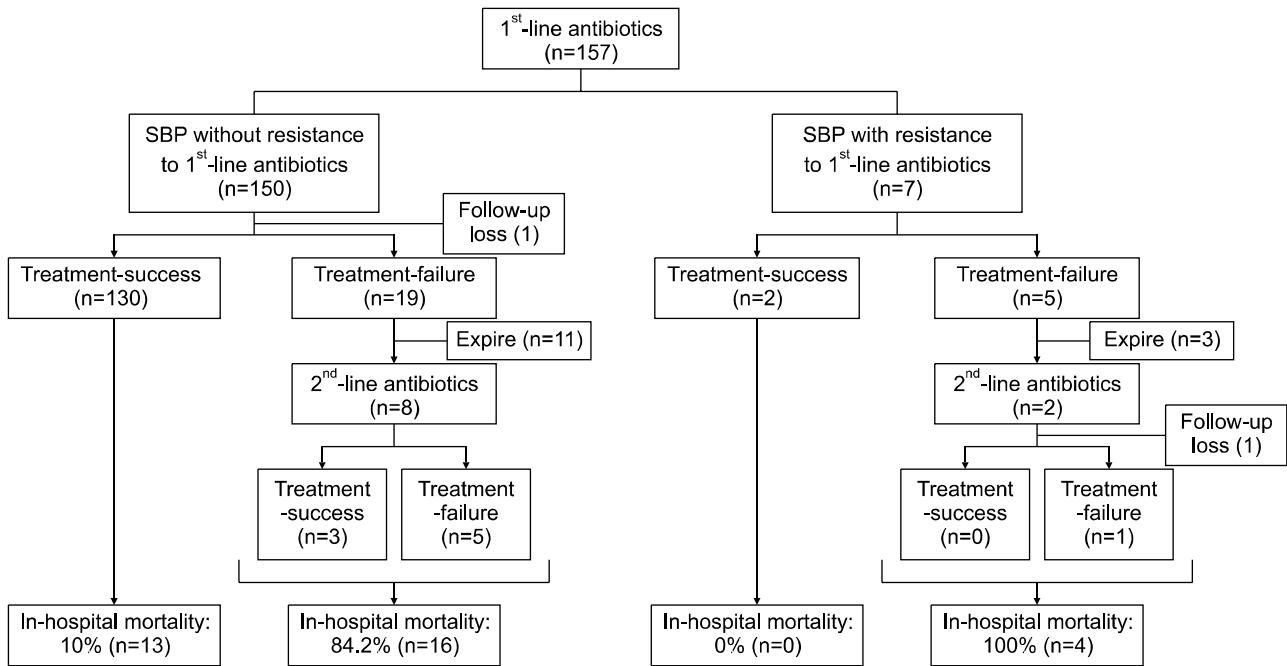 1st-line antibiotics
(n=157)
SBP without resistance
to 1st-line antibiotics
(n=150)
SBP with resistance
to 1st-line antibiotics
(n=7)
Follow-up
loss (1)
Treatment-success
(n=130)
Treatment-failure
(n=19)
Treatment-success
(n=2)
Treatment-failure
(n=5)
Expire (n=11)
Expire (n=3)
2nd-line antibiotics
(n=8)
2nd-line antibiotics
(n=2)
Follow-up
loss (1)
Treatment
-success
(n=3)
Treatment
-failure
(n=5)
Treatment
-success
(n=0)
Treatment
-failure
(n=1)
In-hospital mortality:
10% (n=13)
In-hospital mortality:
84.2% (n=16)
In-hospital mortality:
0% (n=0)
In-hospital mortality:
100% (n=4)